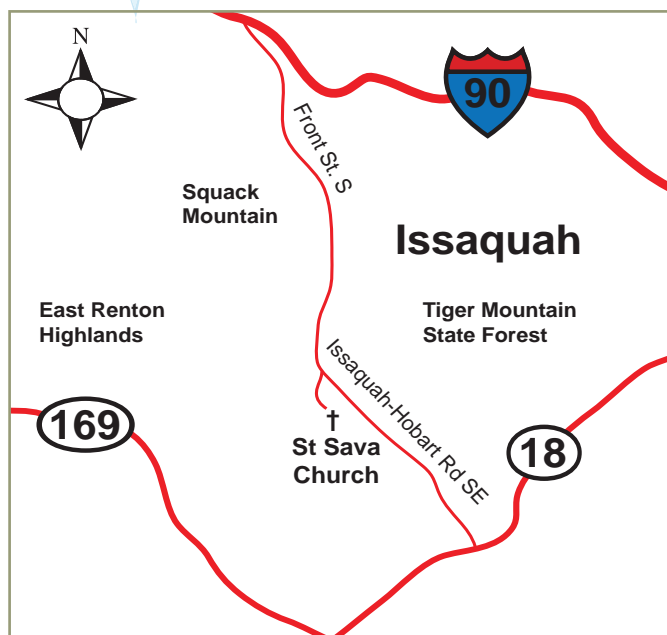 N
90
Front St. S
Squack
Mountain
Issaquah
East Renton
Highlands
Tiger Mountain
State Forest
Issaquah-Hobart Rd SE
169
St Sava
Church
18